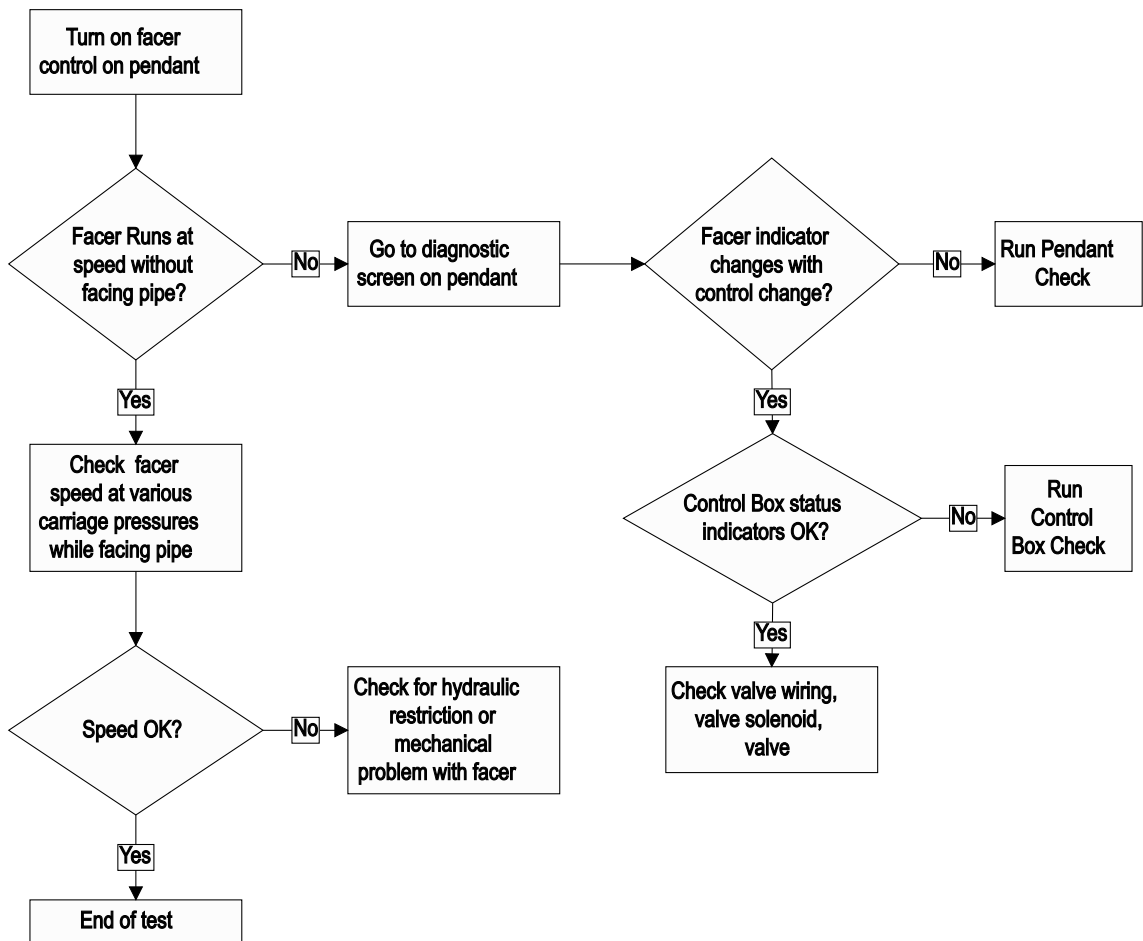 Turn on facer
control on pendant
Facer Runs at
speed without
facing pipe?
No
Go to diagnostic
screen on pendant
Facer indicator
changes with
control change?
No
Run Pendant
Check
Yes
Check facer
speed at various
carriage pressures
while facing pipe
Yes
Control Box status
indicators OK?
No
Run
Control
Box Check
Yes
Check valve wiring,
valve solenoid,
valve
Speed OK?
No
Check for hydraulic
restriction or
mechanical
problem with facer
Yes
End of test